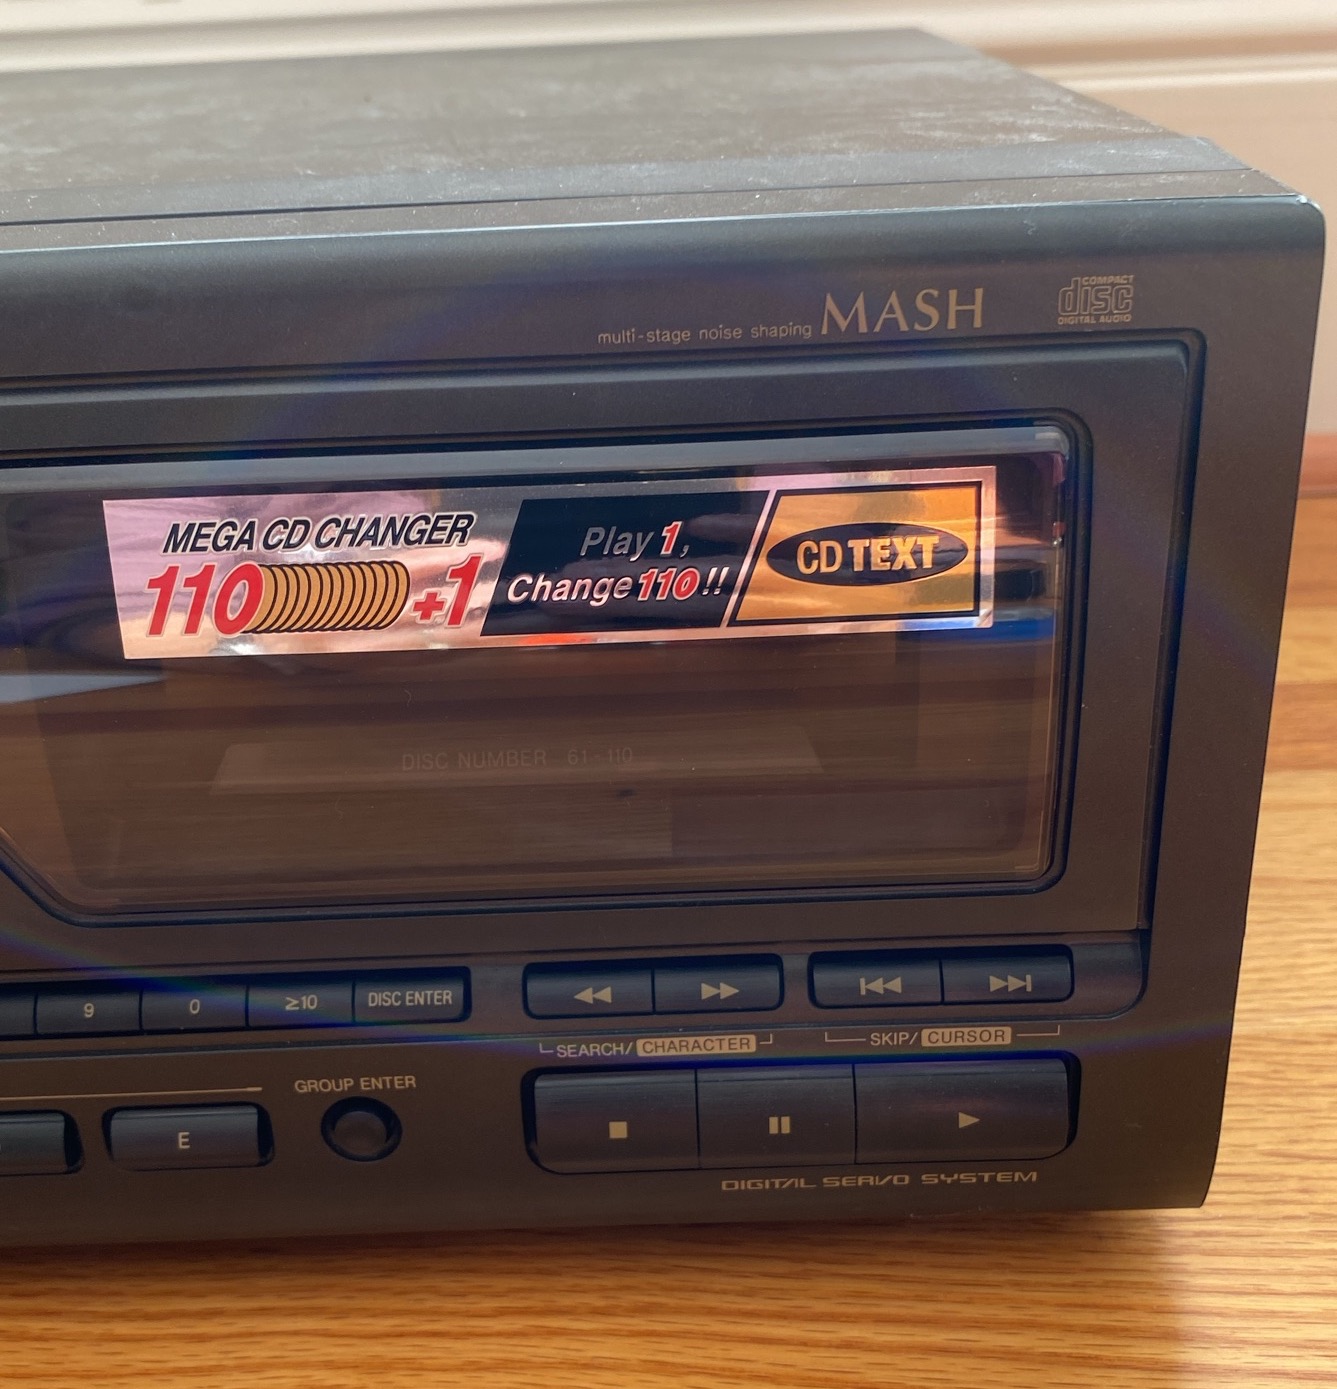 multi-stage noise shaping MASH
COMPACT
disc
DIGITAL AUDIO
MEGA CD CHANGER
110 +1
Play 1,
Change 110!!
CD TEXT
DISC NUMBER 61-110
9 0 ≥10 DISC ENTER
SEARCH/CHARACTER
SKIP/CURSOR
GROUP ENTER
E
DIGITAL SERVO SYSTEM